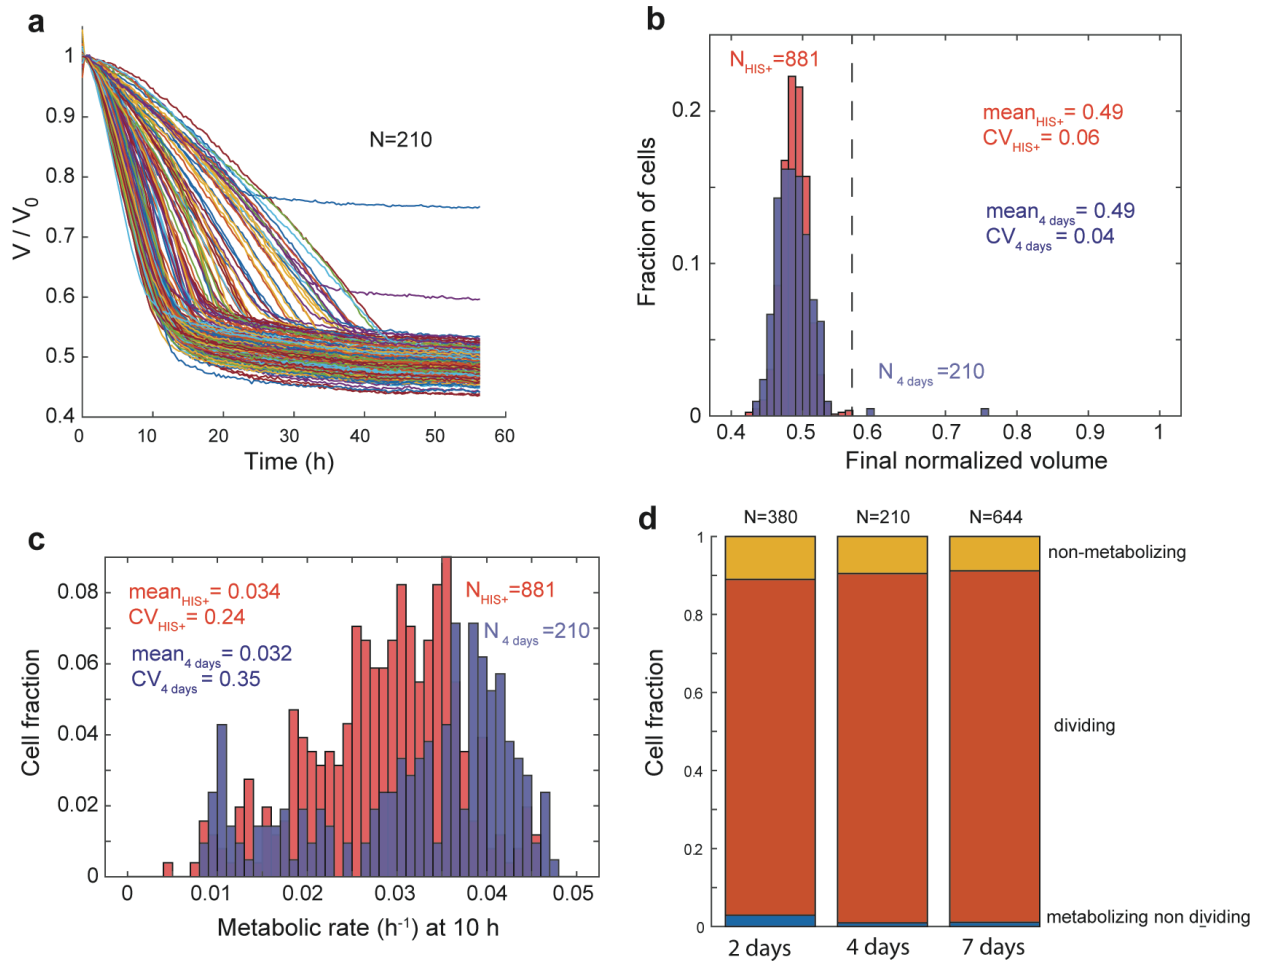 a
1
0.9
0.8
0.7
0.6
0.5
0.4
V / V0
N=210
0 10 20 30 40 50 60
Time (h)
b
0.2
0.1
0
Fraction of cells
NHIS+=881
meanHIS+= 0.49
CVHIS+= 0.06
mean4 days= 0.49
CV4 days= 0.04
N4 days=210
0.4 0.5 0.6 0.7 0.8 0.9 1
Final normalized volume
c
0.08
0.06
0.04
0.02
0
Cell fraction
meanHIS+= 0.034
CVHIS+= 0.24
mean4 days= 0.032
CV4 days= 0.35
NHIS+=881
N4 days=210
0 0.01 0.02 0.03 0.04 0.05
Metabolic rate (h-1) at 10 h
d
N=380 N=210 N=644
1
0.8
0.6
0.4
0.2
0
Cell fraction
non-metabolizing
dividing
metabolizing non dividing
2 days 4 days 7 days